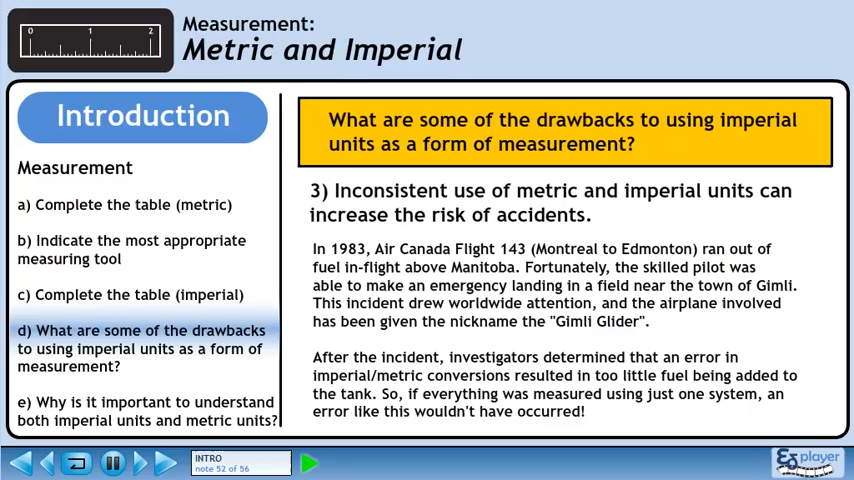 0 1 2
Measurement:
Metric and Imperial
Introduction
Measurement
a) Complete the table (metric)
b) Indicate the most appropriate
measuring tool
c) Complete the table (imperial)
d) What are some of the drawbacks
to using imperial units as a form of
measurement?
e) Why is it important to understand
both imperial units and metric units?
What are some of the drawbacks to using imperial
units as a form of measurement?
3) Inconsistent use of metric and imperial units can
increase the risk of accidents.
In 1983, Air Canada Flight 143 (Montreal to Edmonton) ran out of
fuel in-flight above Manitoba. Fortunately, the skilled pilot was
able to make an emergency landing in a field near the town of Gimli.
This incident drew worldwide attention, and the airplane involved
has been given the nickname the "Gimli Glider".
After the incident, investigators determined that an error in
imperial/metric conversions resulted in too little fuel being added to
the tank. So, if everything was measured using just one system, an
error like this wouldn't have occurred!
INTRO
note 52 of 56
player